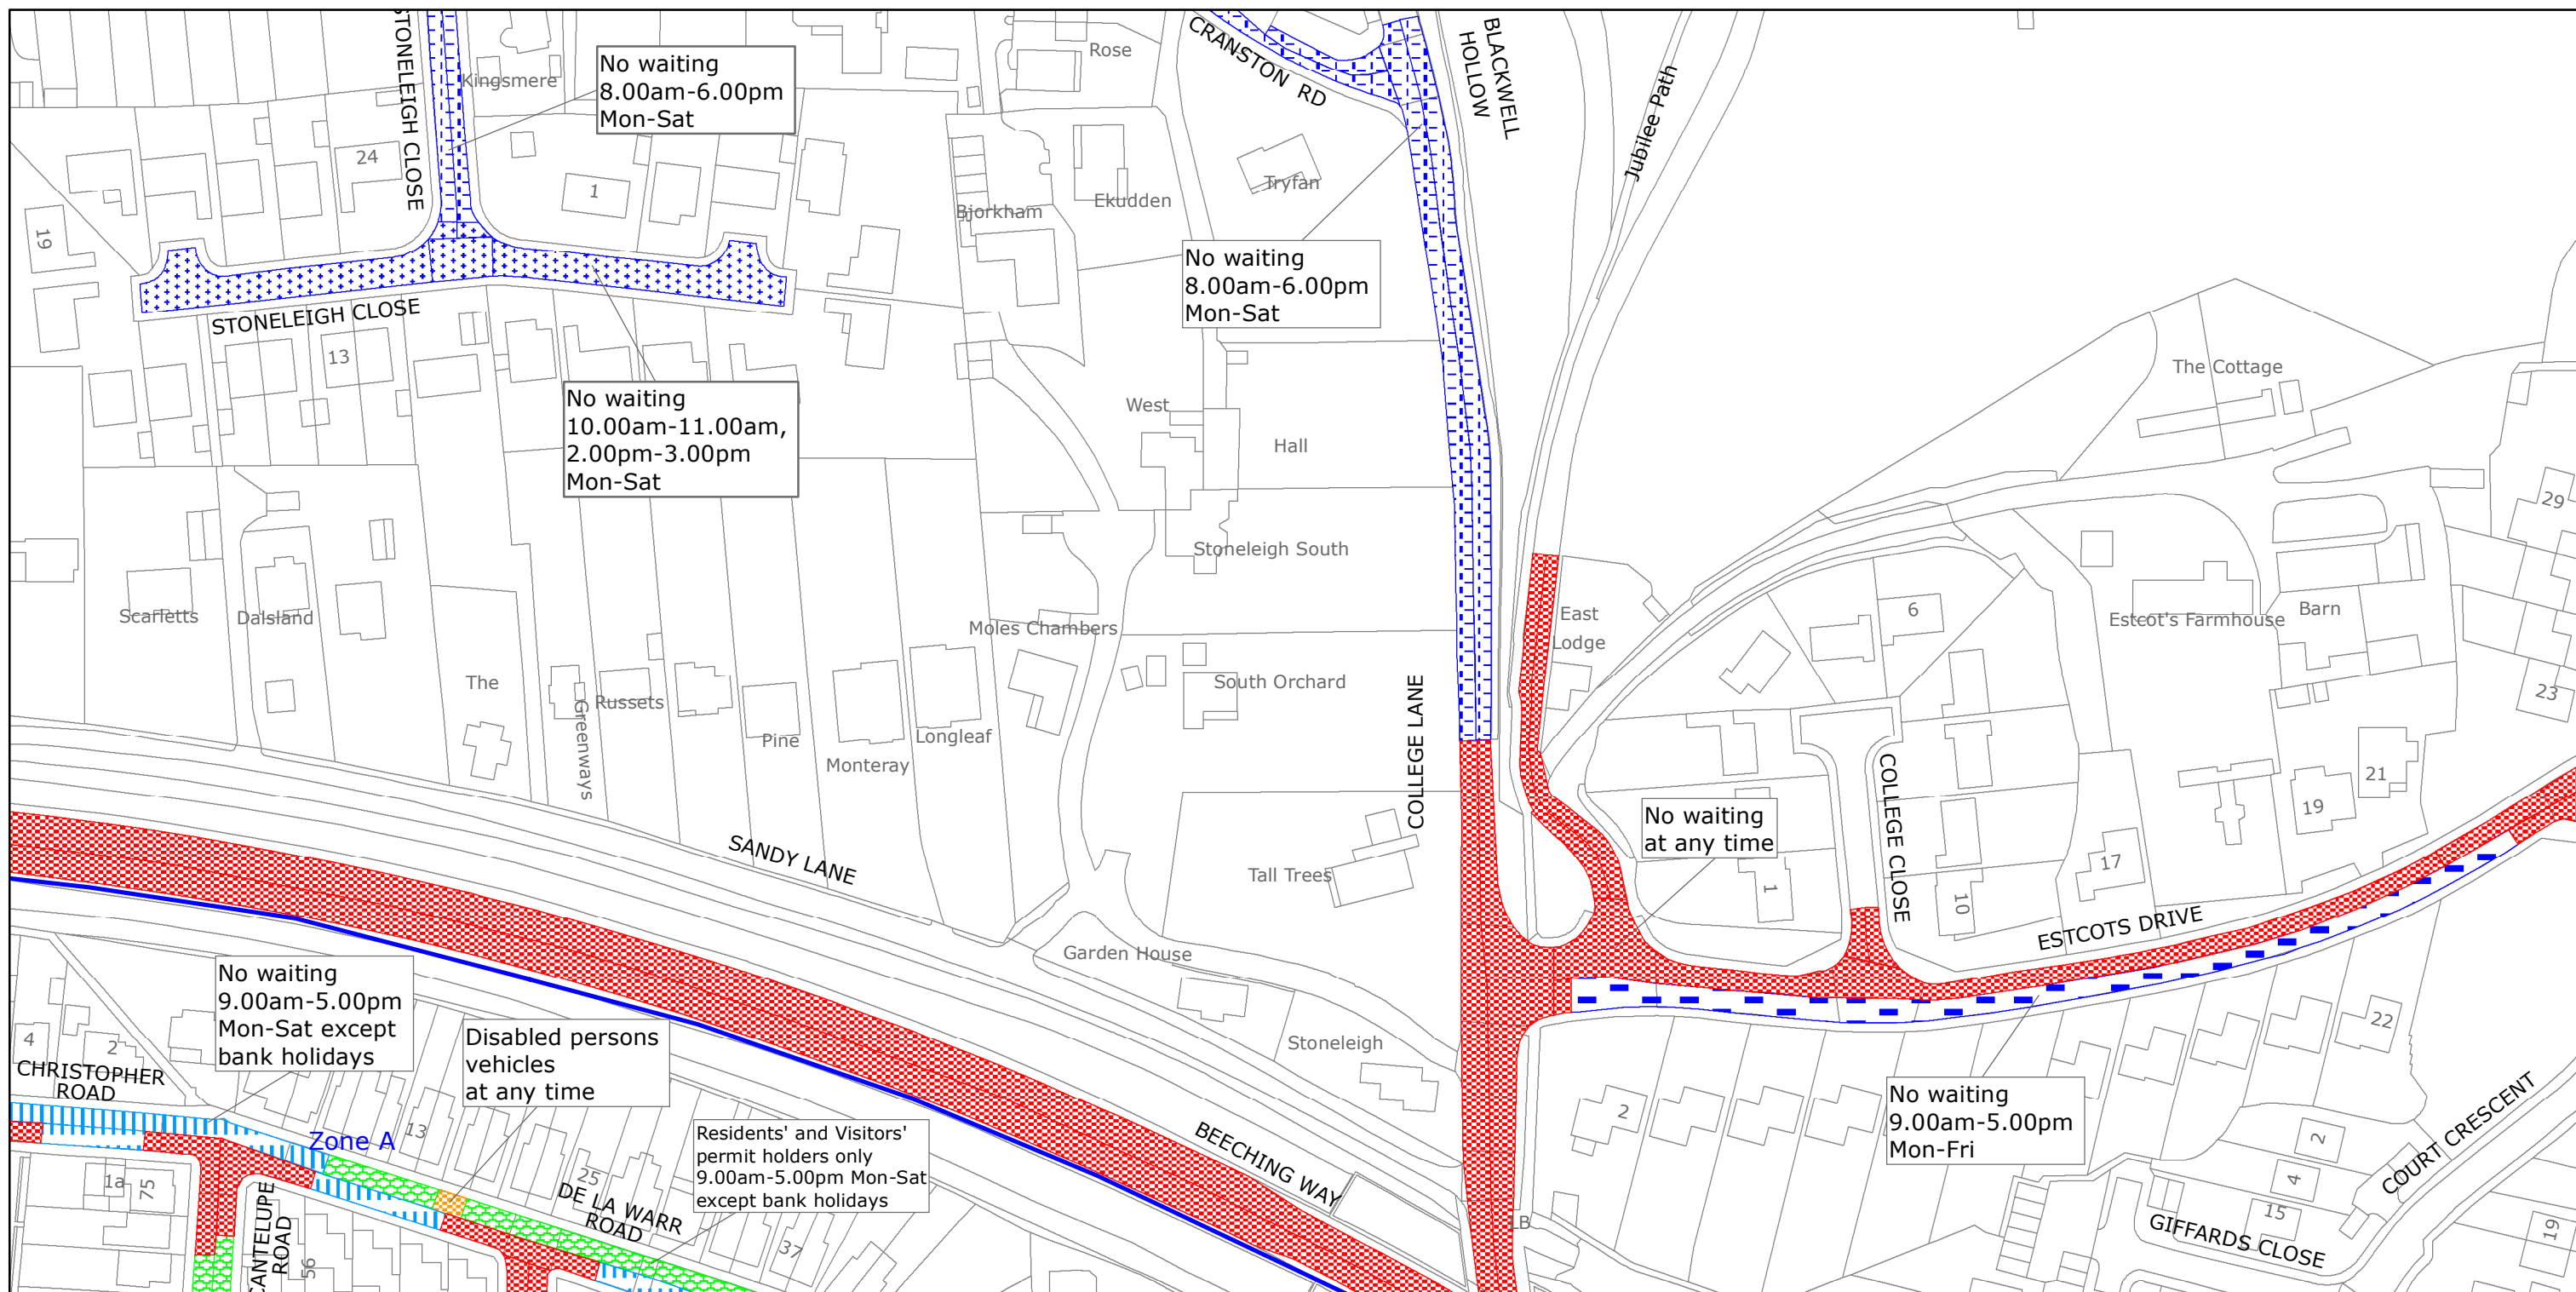 STONELEIGH CLOSE
Kingsmere
No waiting
8.00am-6.00pm
Mon-Sat
Rose
CRANSTON RD
BLACKWELL
HOLLOW
Jubilee Path
24
1
19
Bjorkham
Ekudden
Tryfan
No waiting
8.00am-6.00pm
Mon-Sat
STONELEIGH CLOSE
13
No waiting
10.00am-11.00am,
2.00pm-3.00pm
Mon-Sat
West
Hall
The Cottage
29
Stoneleigh South
Scarletts
Dalsland
Moles Chambers
East
Lodge
6
Estcot's Farmhouse
Barn
The
Greenways
Russets
Pine
Monteray
Longleaf
South Orchard
COLLEGE LANE
23
21
19
17
COLLEGE CLOSE
No waiting
at any time
1
10
SANDY LANE
Tall Trees
ESTCOTS DRIVE
Garden House
No waiting
9.00am-5.00pm
Mon-Sat except
bank holidays
Disabled persons
vehicles
at any time
Stoneleigh
4
2
CHRISTOPHER
ROAD
13
Zone A
Residents' and Visitors'
permit holders only
9.00am-5.00pm Mon-Sat
except bank holidays
BEECHING WAY
2
No waiting
9.00am-5.00pm
Mon-Fri
22
COURT CRESCENT
2
4
15
GIFFARDS CLOSE
19
LB
1a
75
CANTELUPE
ROAD
56
25
DE LA WARR
ROAD
37